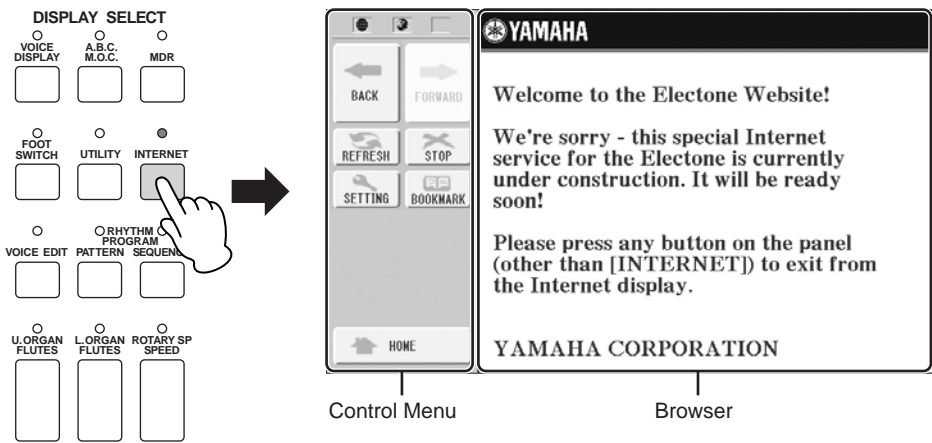 DISPLAY SELECT
VOICE DISPLAY
A.B.C. M.O.C.
MDR
FOOT SWITCH
UTILITY
INTERNET
VOICE EDIT
RHYTHM PROGRAM
PATTERN
SEQUENC
U.ORGAN FLUTES
L.ORGAN FLUTES
ROTARY SP SPEED
BACK
FORWARD
REFRESH
STOP
SETTING
BOOKMARK
HOME
Control Menu
YAMAHA
Welcome to the Electone Website!
We're sorry - this special Internet
service for the Electone is currently
under construction. It will be ready
soon!
Please press any button on the panel
(other than [INTERNET]) to exit from
the Internet display.
YAMAHA CORPORATION
Browser